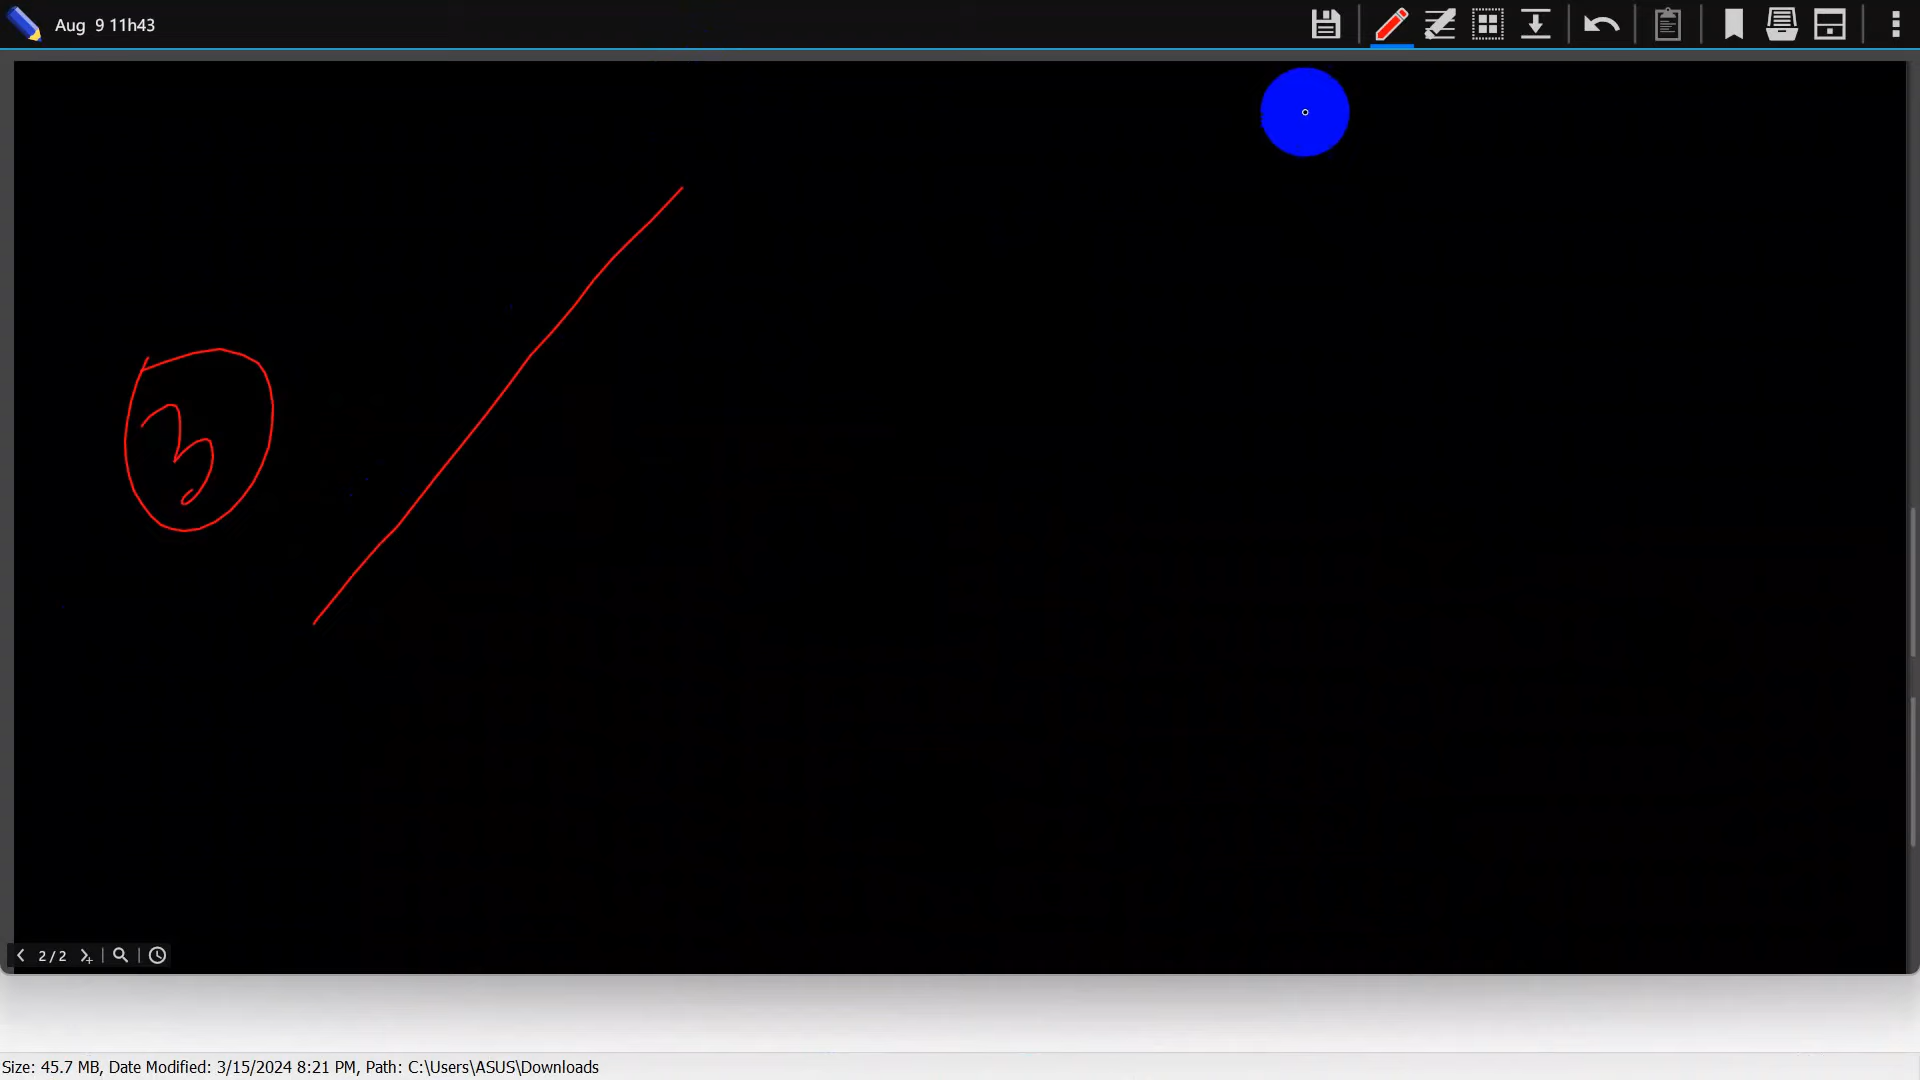 Aug 9 11h43
3
2 / 2
Size: 45.7 MB, Date Modified: 3/15/2024 8:21 PM, Path: C:\Users\ASUS\Downloads